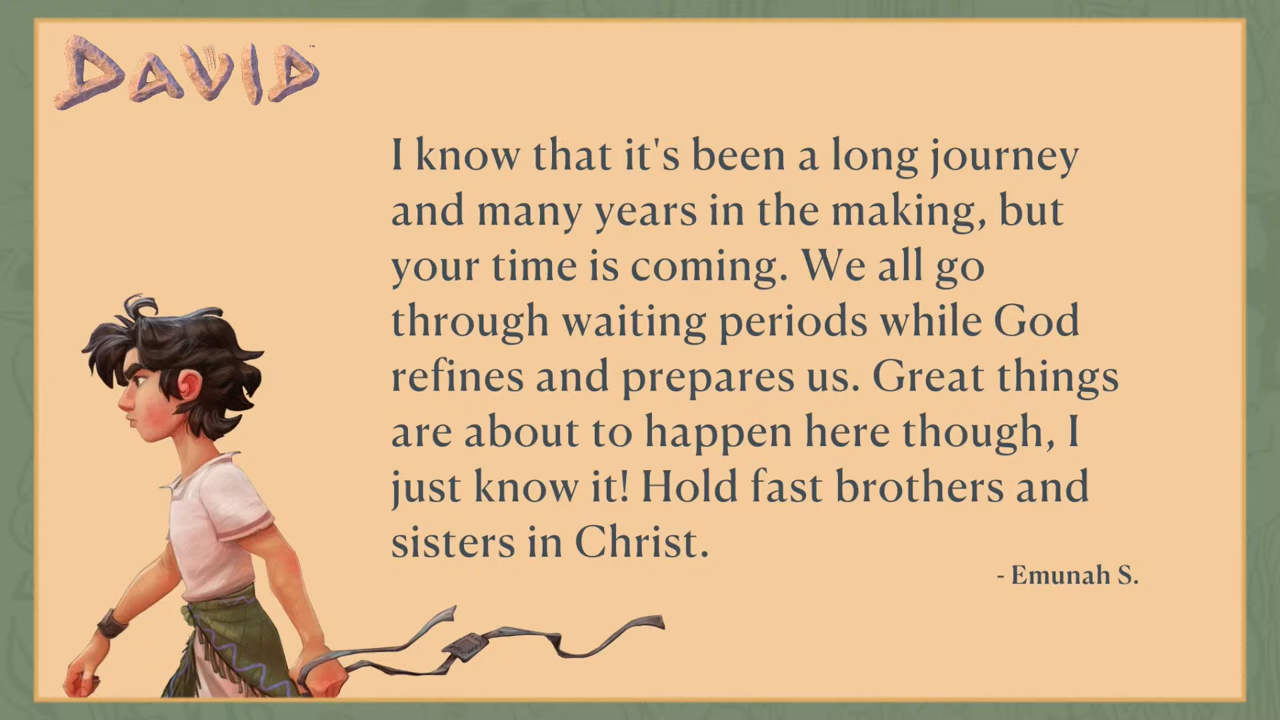 DAVID™
I know that it's been a long journey
and many years in the making, but
your time is coming. We all go
through waiting periods while God
refines and prepares us. Great things
are about to happen here though, I
just know it! Hold fast brothers and
sisters in Christ.
- Emunah S.